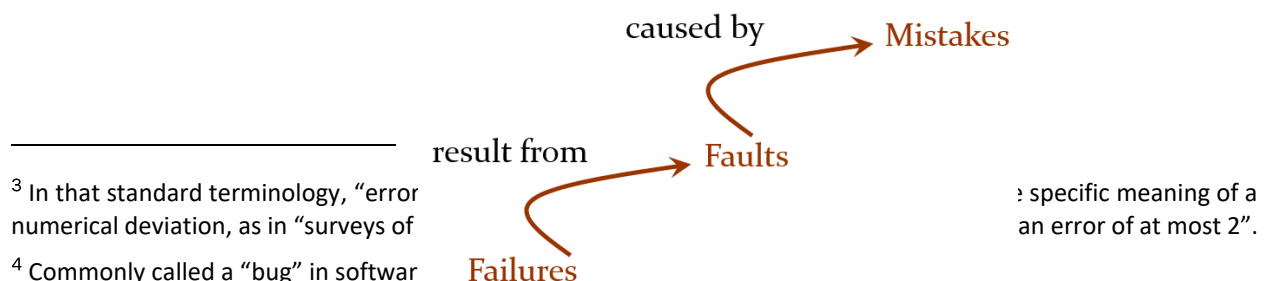 caused by Mistakes
result from Faults
³ In that standard terminology, “error e specific meaning of a
numerical deviation, as in “surveys of an error of at most 2”.
⁴ Commonly called a “bug” in softwar Failures